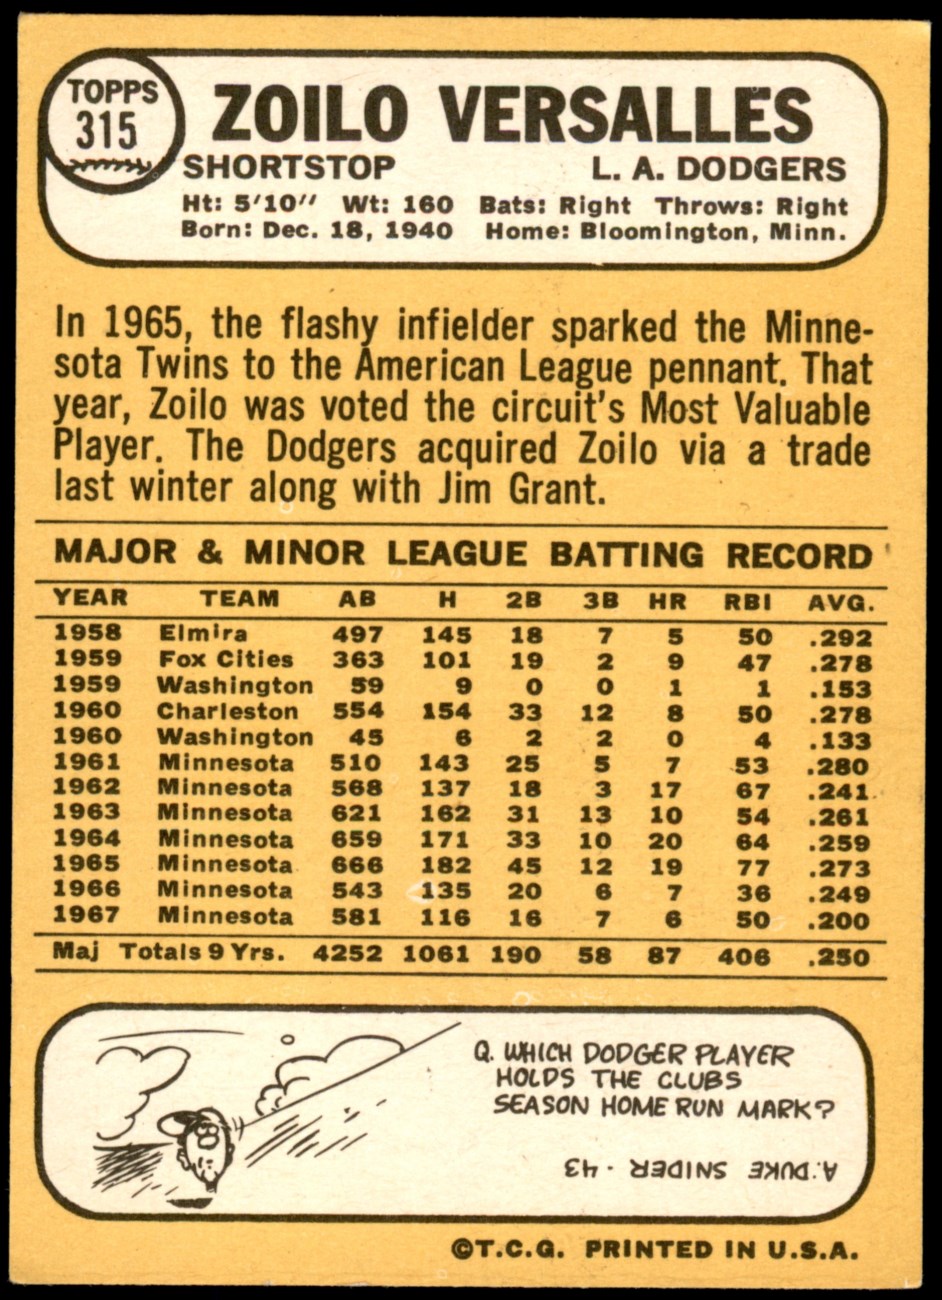 TOPPS
315
ZOILO VERSALLES
SHORTSTOP L. A. DODGERS
Ht: 5'10" Wt: 160 Bats: Right Throws: Right
Born: Dec. 18, 1940 Home: Bloomington, Minn.
In 1965, the flashy infielder sparked the Minne-
sota Twins to the American League pennant. That
year, Zoilo was voted the circuit's Most Valuable
Player. The Dodgers acquired Zoilo via a trade
last winter along with Jim Grant.
MAJOR & MINOR LEAGUE BATTING RECORD
YEAR TEAM AB H 2B 3B HR RBI AVG.
1958 Elmira 497 145 18 7 5 50 .292
1959 Fox Cities 363 101 19 2 9 47 .278
1959 Washington 59 9 0 0 1 1 .153
1960 Charleston 554 154 33 12 8 50 .278
1960 Washington 45 6 2 2 0 4 .133
1961 Minnesota 510 143 25 5 7 53 .280
1962 Minnesota 568 137 18 3 17 67 .241
1963 Minnesota 621 162 31 13 10 54 .261
1964 Minnesota 659 171 33 10 20 64 .259
1965 Minnesota 666 182 45 12 19 77 .273
1966 Minnesota 543 135 20 6 7 36 .249
1967 Minnesota 581 116 16 7 6 50 .200
Maj Totals 9 Yrs. 4252 1061 190 58 87 406 .250
Q. WHICH DODGER PLAYER
HOLDS THE CLUBS
SEASON HOME RUN MARK?
A: DUKE SNIDER - 43
©T.C.G. PRINTED IN U.S.A.